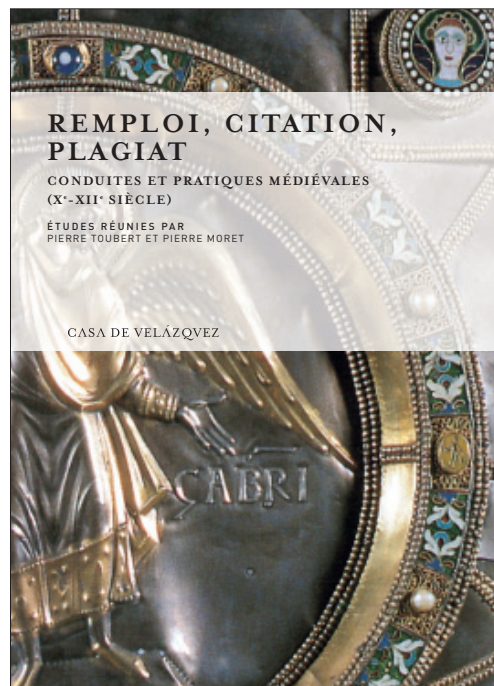 REMPLOI, CITATION,
PLAGIAT
CONDUITES ET PRATIQUES MÉDIÉVALES
(Xᵉ-XIIᵉ SIÈCLE)
ÉTUDES RÉUNIES PAR
PIERRE TOUBERT ET PIERRE MORET
CASA DE VELÁZQVEZ
GABRI